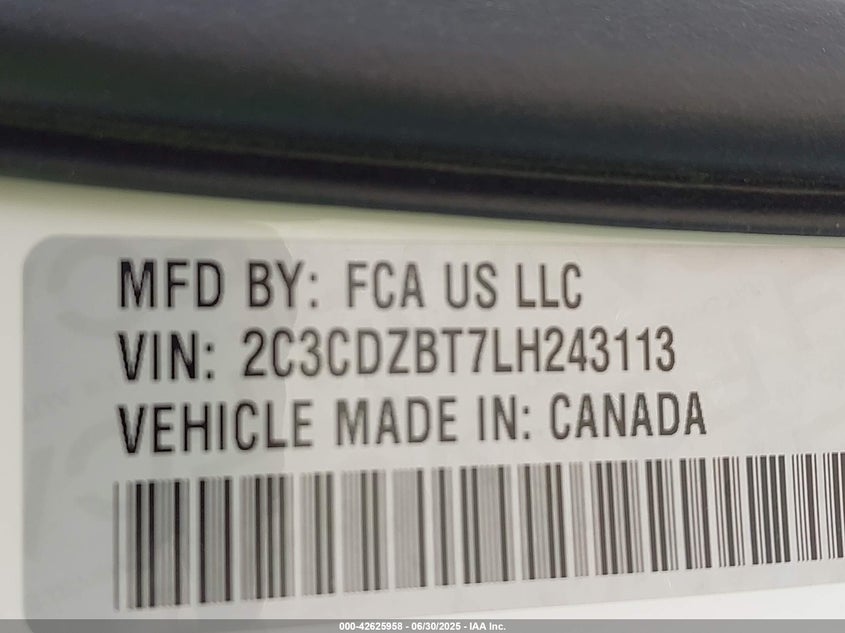 MFD BY: FCA US LLC
VIN: 2C3CDZBT7LH243113
VEHICLE MADE IN: CANADA
000-42625958 - 06/30/2025 - IAA Inc.